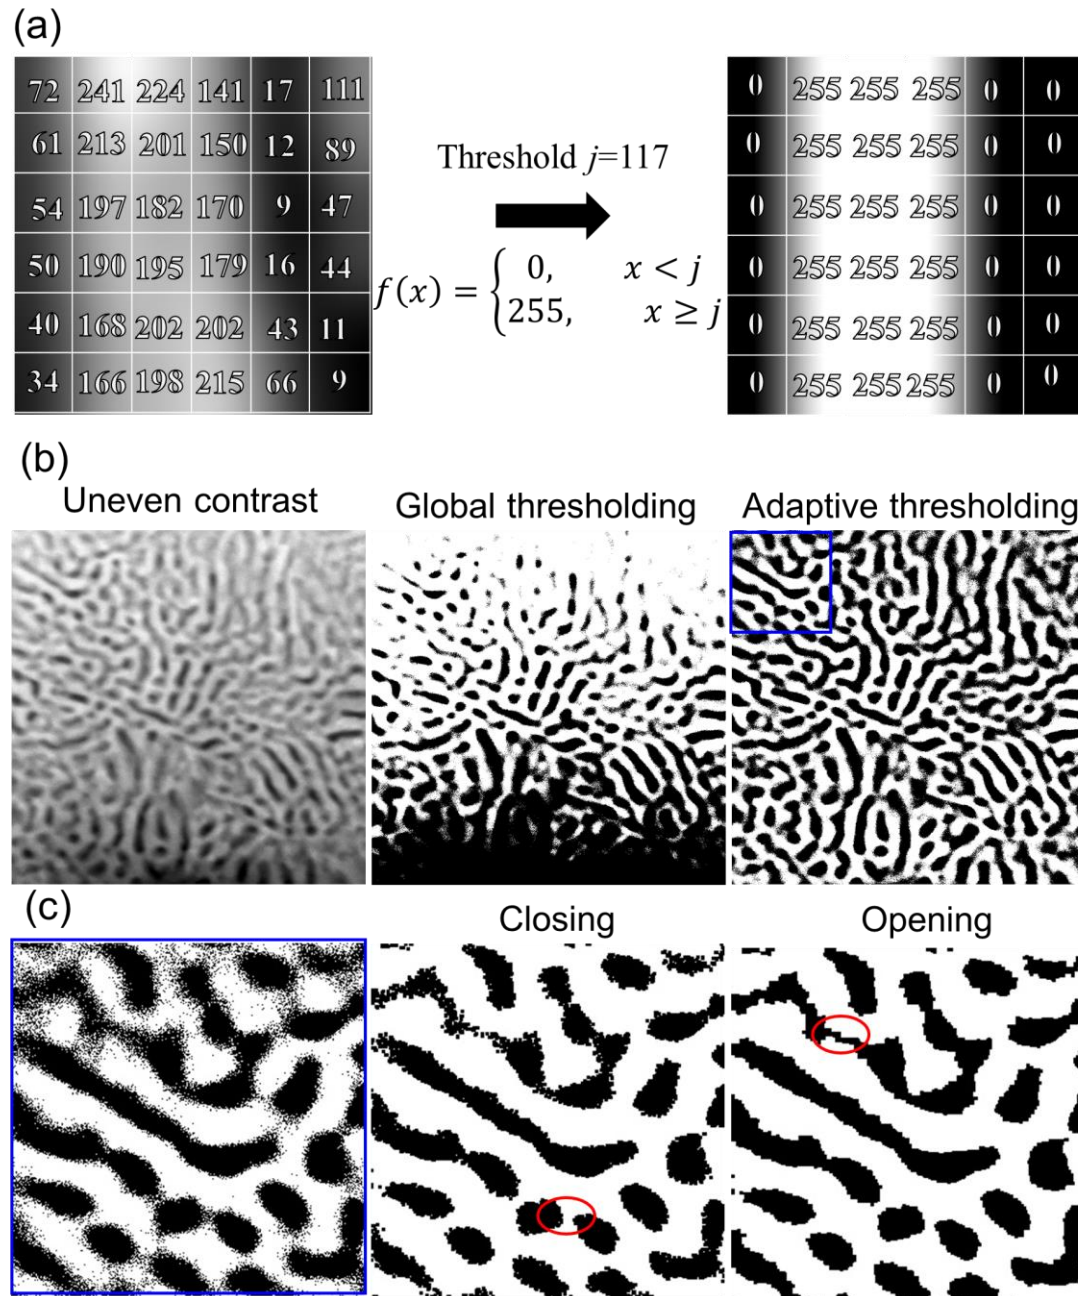 (a)
72 241 224 141 17 111
61 213 201 150 12 89
54 197 182 170 9 47
50 190 195 179 16 44
40 168 202 202 43 11
34 166 198 215 66 9
Threshold j=117
f(x) = { 0, x < j
255, x ≥ j
0 255 255 255 0 0
0 255 255 255 0 0
0 255 255 255 0 0
0 255 255 255 0 0
0 255 255 255 0 0
0 255 255 255 0 0
(b)
Uneven contrast
Global thresholding
Adaptive thresholding
(c)
Closing
Opening